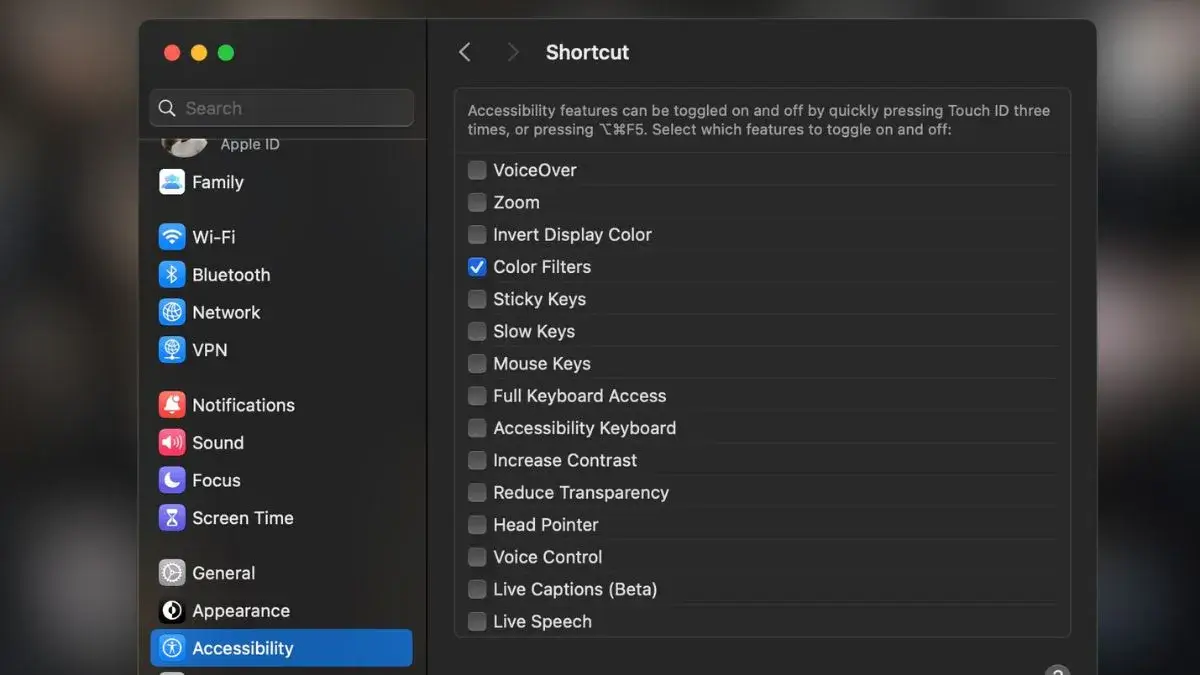 Shortcut
Search
Accessibility features can be toggled on and off by quickly pressing Touch ID three
times, or pressing ⌥⌘F5. Select which features to toggle on and off:
Apple ID
Family
Wi-Fi
Bluetooth
Network
VPN
Notifications
Sound
Focus
Screen Time
General
Appearance
Accessibility
VoiceOver
Zoom
Invert Display Color
Color Filters
Sticky Keys
Slow Keys
Mouse Keys
Full Keyboard Access
Accessibility Keyboard
Increase Contrast
Reduce Transparency
Head Pointer
Voice Control
Live Captions (Beta)
Live Speech
?